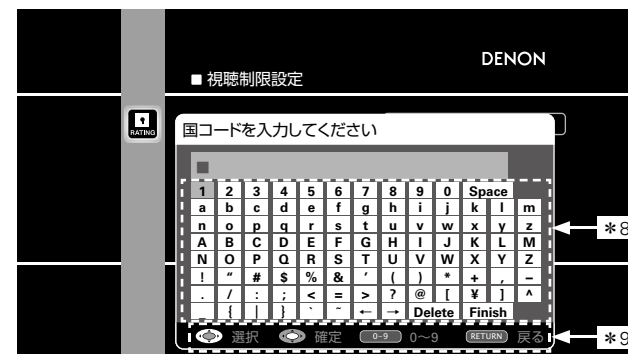 DENON
■ 視聴制限設定
RATING
国コードを入力してください
1 2 3 4 5 6 7 8 9 0 Space
a b c d e f g h i j k l m
n o p q r s t u v w x y z
A B C D E F G H I J K L M
N O P Q R S T U V W X Y Z
! " # $ % & ' ( ) * + , –
. / : ; < = > ? @ [ ¥ ] ^
_ { | } ` ~ ← → Delete Finish
選択 確定 0-9 0~9 RETURN 戻る
*8
*9